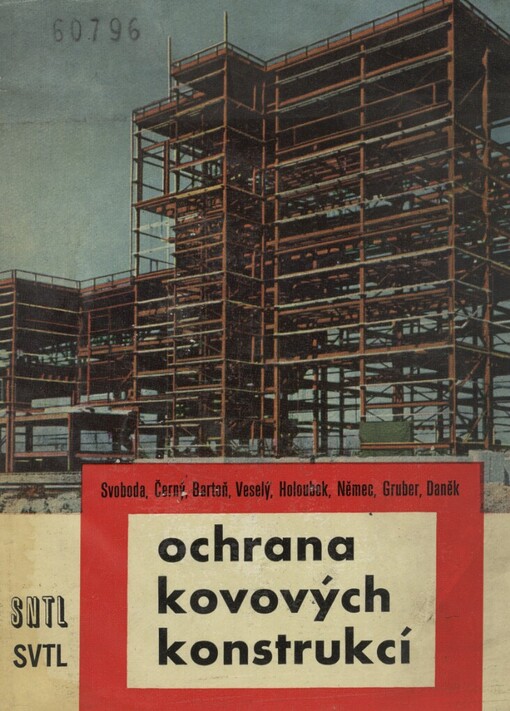 60796
Svoboda, Černý, Bartoň, Veselý, Holoubek, Němec, Gruber, Daněk
ochrana
kovových
konstrukcí
SNTL
SVTL